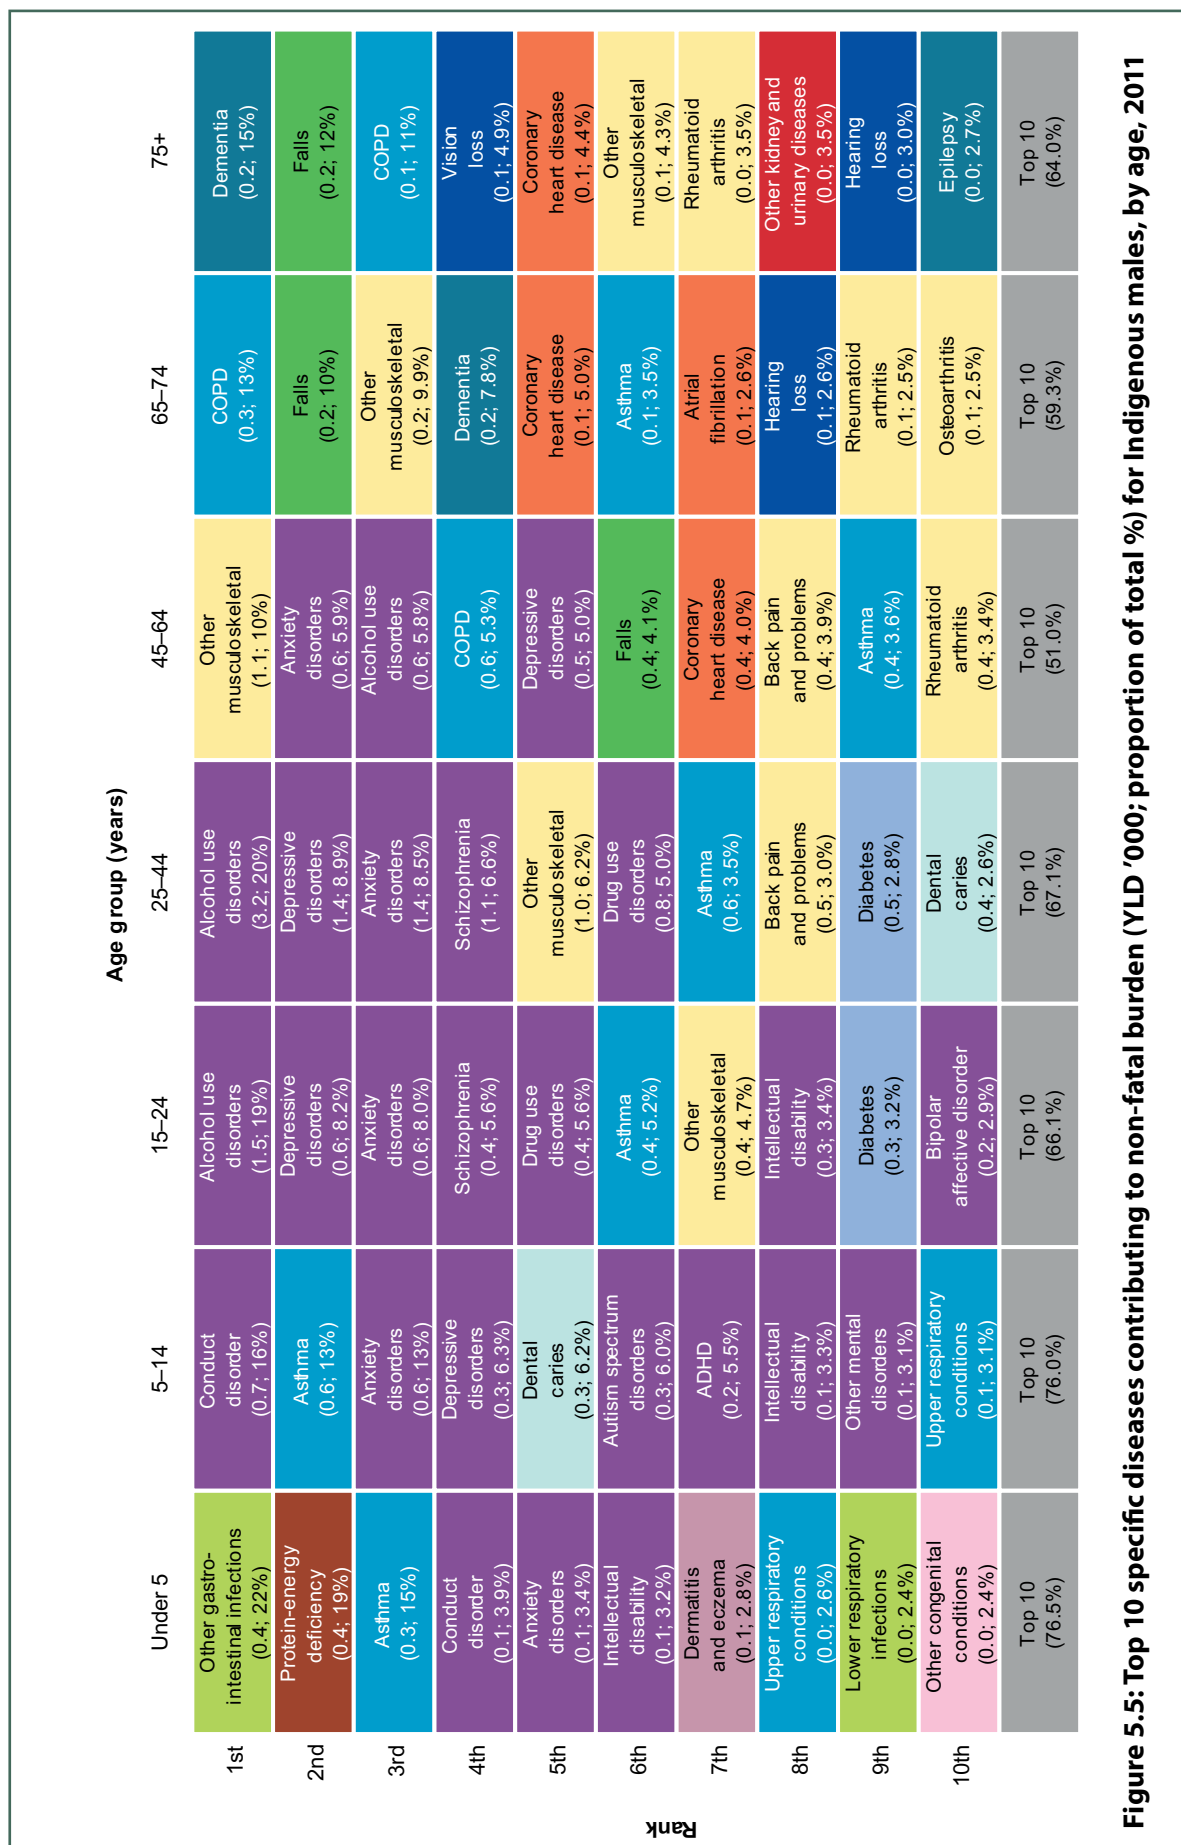 Age group (years)
Under 5
5–14
15–24
25–44
45–64
65–74
75+
Rank
1st
Other gastro-
intestinal infections
(0.4; 22%)
Conduct
disorder
(0.7; 16%)
Alcohol use
disorders
(1.5; 19%)
Alcohol use
disorders
(3.2; 20%)
Other
musculoskeletal
(1.1; 10%)
COPD
(0.3; 13%)
Dementia
(0.2; 15%)
2nd
Protein-energy
deficiency
(0.4; 19%)
Asthma
(0.6; 13%)
Depressive
disorders
(0.6; 8.2%)
Depressive
disorders
(1.4; 8.9%)
Anxiety
disorders
(0.6; 5.9%)
Falls
(0.2; 10%)
Falls
(0.2; 12%)
3rd
Asthma
(0.3; 15%)
Anxiety
disorders
(0.6; 13%)
Anxiety
disorders
(0.6; 8.0%)
Anxiety
disorders
(1.4; 8.5%)
Alcohol use
disorders
(0.6; 5.8%)
Other
musculoskeletal
(0.2; 9.9%)
COPD
(0.1; 11%)
4th
Conduct
disorder
(0.1; 3.9%)
Depressive
disorders
(0.3; 6.3%)
Schizophrenia
(0.4; 5.6%)
Schizophrenia
(1.1; 6.6%)
COPD
(0.6; 5.3%)
Dementia
(0.2; 7.8%)
Vision
loss
(0.1; 4.9%)
5th
Anxiety
disorders
(0.1; 3.4%)
Dental
caries
(0.3; 6.2%)
Drug use
disorders
(0.4; 5.6%)
Other
musculoskeletal
(1.0; 6.2%)
Depressive
disorders
(0.5; 5.0%)
Coronary
heart disease
(0.1; 5.0%)
Coronary
heart disease
(0.1; 4.4%)
6th
Intellectual
disability
(0.1; 3.2%)
Autism spectrum
disorders
(0.3; 6.0%)
Asthma
(0.4; 5.2%)
Drug use
disorders
(0.8; 5.0%)
Falls
(0.4; 4.1%)
Asthma
(0.1; 3.5%)
Other
musculoskeletal
(0.1; 4.3%)
7th
Dermatitis
and eczema
(0.1; 2.8%)
ADHD
(0.2; 5.5%)
Other
musculoskeletal
(0.4; 4.7%)
Asthma
(0.6; 3.5%)
Coronary
heart disease
(0.4; 4.0%)
Atrial
fibrillation
(0.1; 2.6%)
Rheumatoid
arthritis
(0.0; 3.5%)
8th
Upper respiratory
conditions
(0.0; 2.6%)
Intellectual
disability
(0.1; 3.3%)
Intellectual
disability
(0.3; 3.4%)
Back pain
and problems
(0.5; 3.0%)
Back pain
and problems
(0.4; 3.9%)
Hearing
loss
(0.1; 2.6%)
Other kidney and
urinary diseases
(0.0; 3.5%)
9th
Lower respiratory
infections
(0.0; 2.4%)
Other mental
disorders
(0.1; 3.1%)
Diabetes
(0.3; 3.2%)
Diabetes
(0.5; 2.8%)
Asthma
(0.4; 3.6%)
Rheumatoid
arthritis
(0.1; 2.5%)
Hearing
loss
(0.0; 3.0%)
10th
Other congenital
conditions
(0.0; 2.4%)
Upper respiratory
conditions
(0.1; 3.1%)
Bipolar
affective disorder
(0.2; 2.9%)
Dental
caries
(0.4; 2.6%)
Rheumatoid
arthritis
(0.4; 3.4%)
Osteoarthritis
(0.1; 2.5%)
Epilepsy
(0.0; 2.7%)
Top 10
(76.5%)
Top 10
(76.0%)
Top 10
(66.1%)
Top 10
(67.1%)
Top 10
(51.0%)
Top 10
(59.3%)
Top 10
(64.0%)
Figure 5.5: Top 10 specific diseases contributing to non-fatal burden (YLD '000; proportion of total %) for Indigenous males, by age, 2011